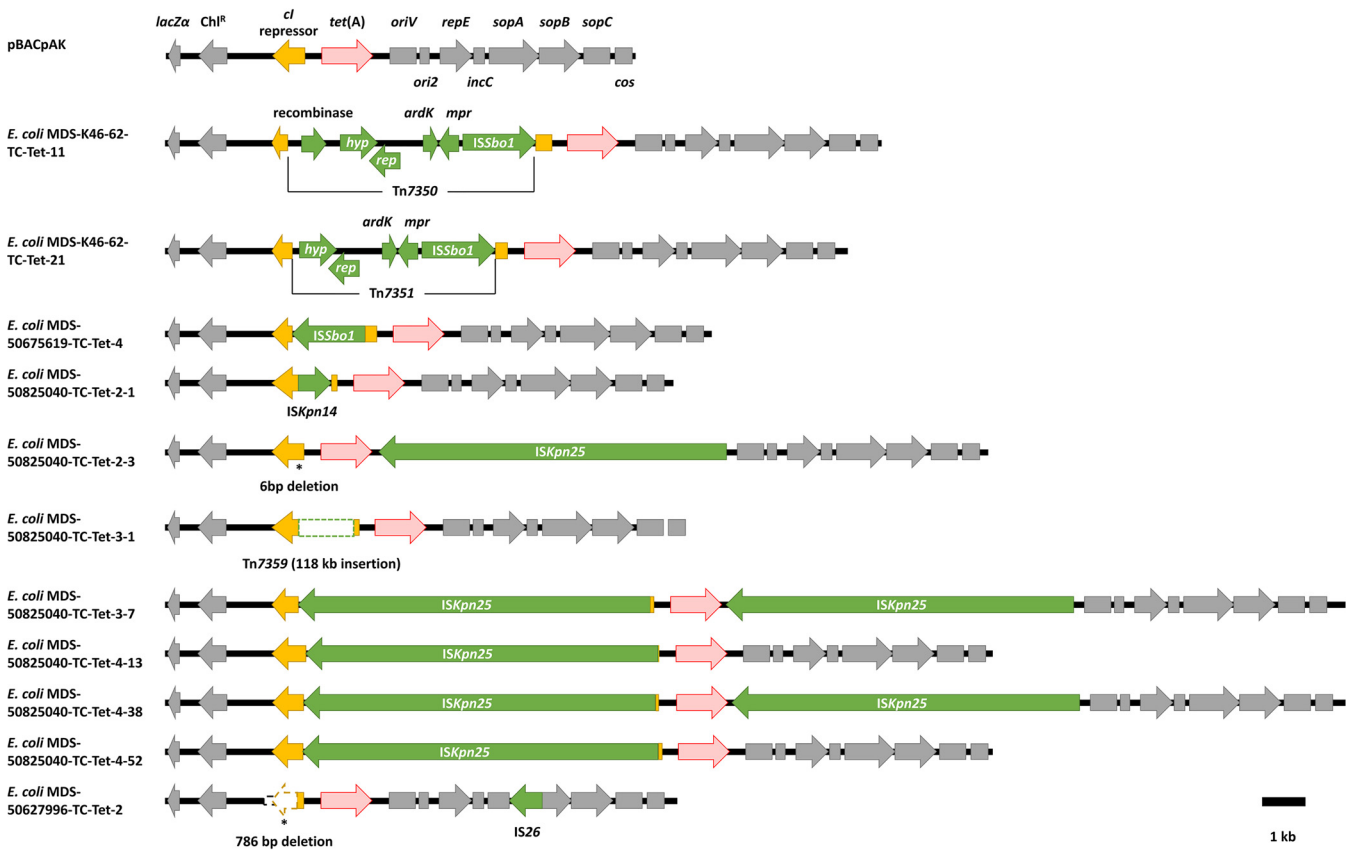 lacZα ChlR cI repressor tet(A) oriV repE sopA sopB sopC
pBACpAK
ori2 incC cos
E. coli MDS-K46-62-
TC-Tet-11
recombinase ardK mpr
hyp ISSbo1
rep
Tn7350
E. coli MDS-K46-62-
TC-Tet-21
ardK mpr
hyp ISSbo1
rep
Tn7351
E. coli MDS-
50675619-TC-Tet-4
ISSbo1
E. coli MDS-
50825040-TC-Tet-2-1
ISKpn14
E. coli MDS-
50825040-TC-Tet-2-3
ISKpn25
*
6bp deletion
E. coli MDS-
50825040-TC-Tet-3-1
Tn7359 (118 kb insertion)
E. coli MDS-
50825040-TC-Tet-3-7
ISKpn25 ISKpn25
E. coli MDS-
50825040-TC-Tet-4-13
ISKpn25
E. coli MDS-
50825040-TC-Tet-4-38
ISKpn25 ISKpn25
E. coli MDS-
50825040-TC-Tet-4-52
ISKpn25
E. coli MDS-
50627996-TC-Tet-2
*
786 bp deletion
IS26
1 kb